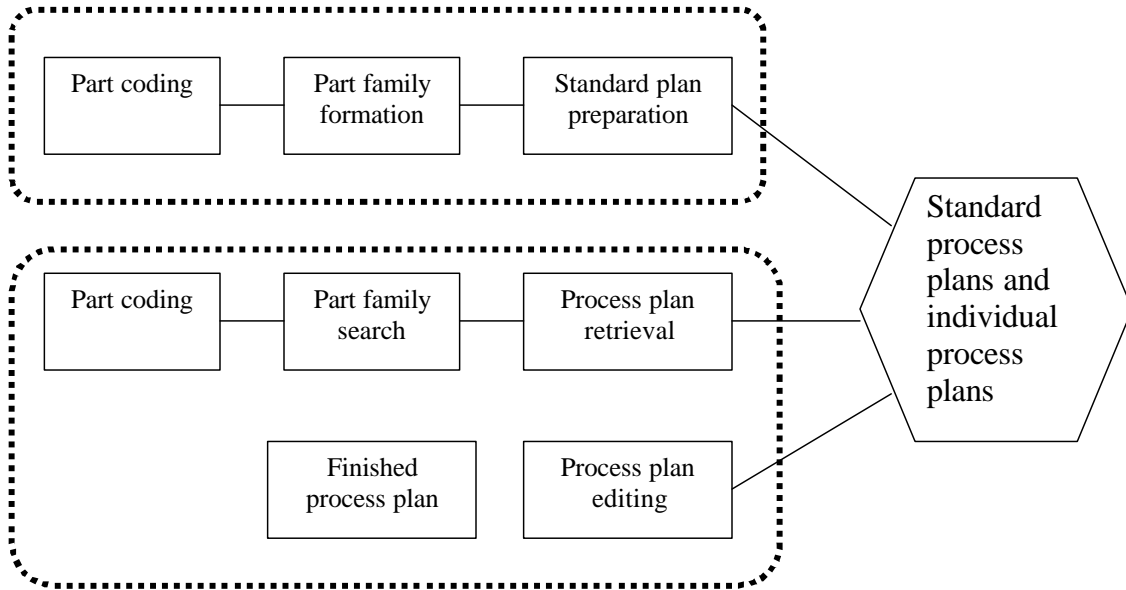 Part coding
Part family
formation
Standard plan
preparation
Part coding
Part family
search
Process plan
retrieval
Finished
process plan
Process plan
editing
Standard
process
plans and
individual
process
plans
.